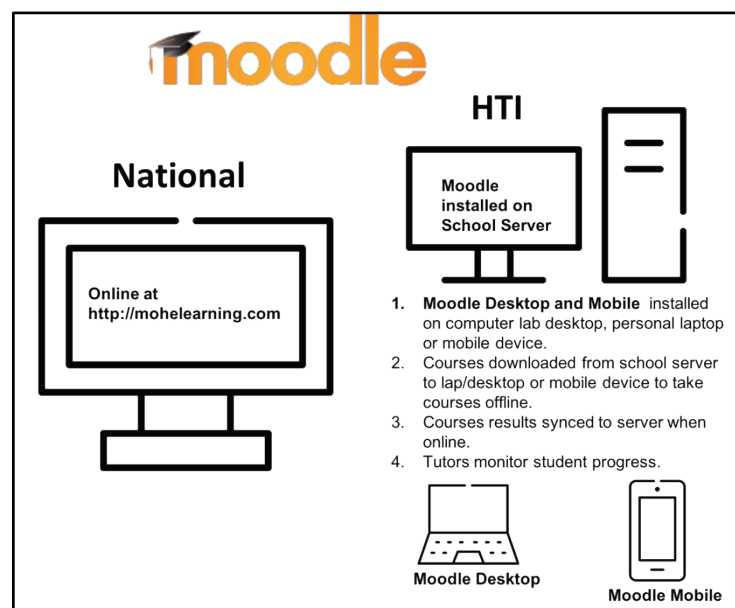 moodle
National
Online at
http://mohelearning.com
HTI
Moodle
installed on
School Server
1. Moodle Desktop and Mobile installed
on computer lab desktop, personal laptop
or mobile device.
2. Courses downloaded from school server
to lap/desktop or mobile device to take
courses offline.
3. Courses results synced to server when
online.
4. Tutors monitor student progress.
Moodle Desktop
Moodle Mobile